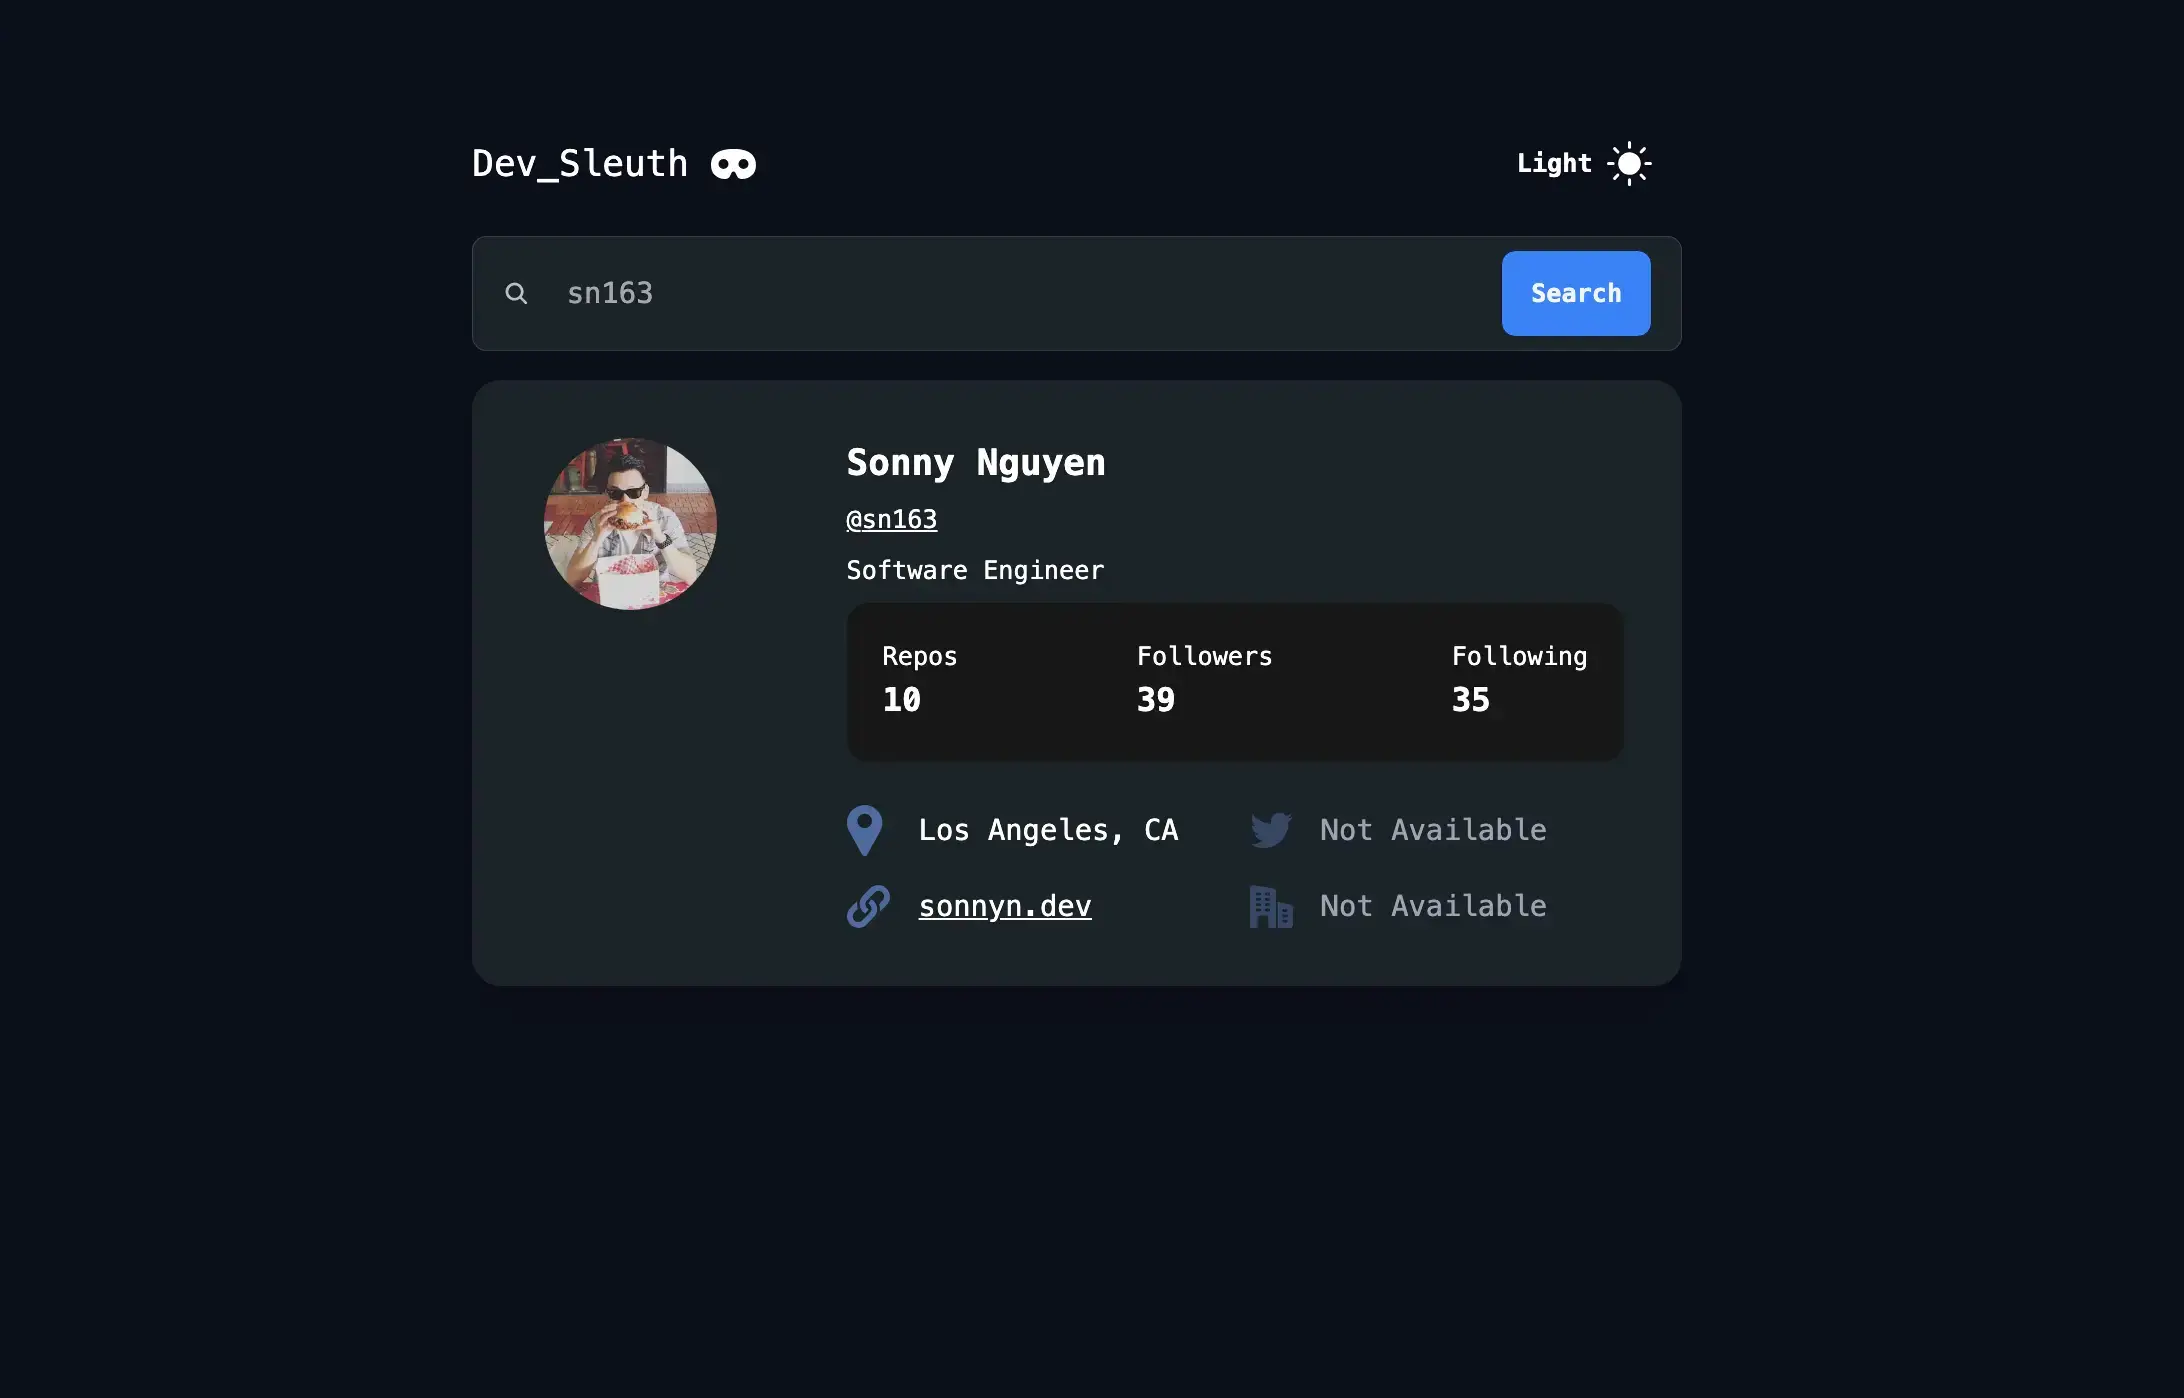 Dev_Sleuth
Light
sn163
Search
Sonny Nguyen
@sn163
Software Engineer
Repos Followers Following
10 39 35
Los Angeles, CA Not Available
sonnyn.dev Not Available